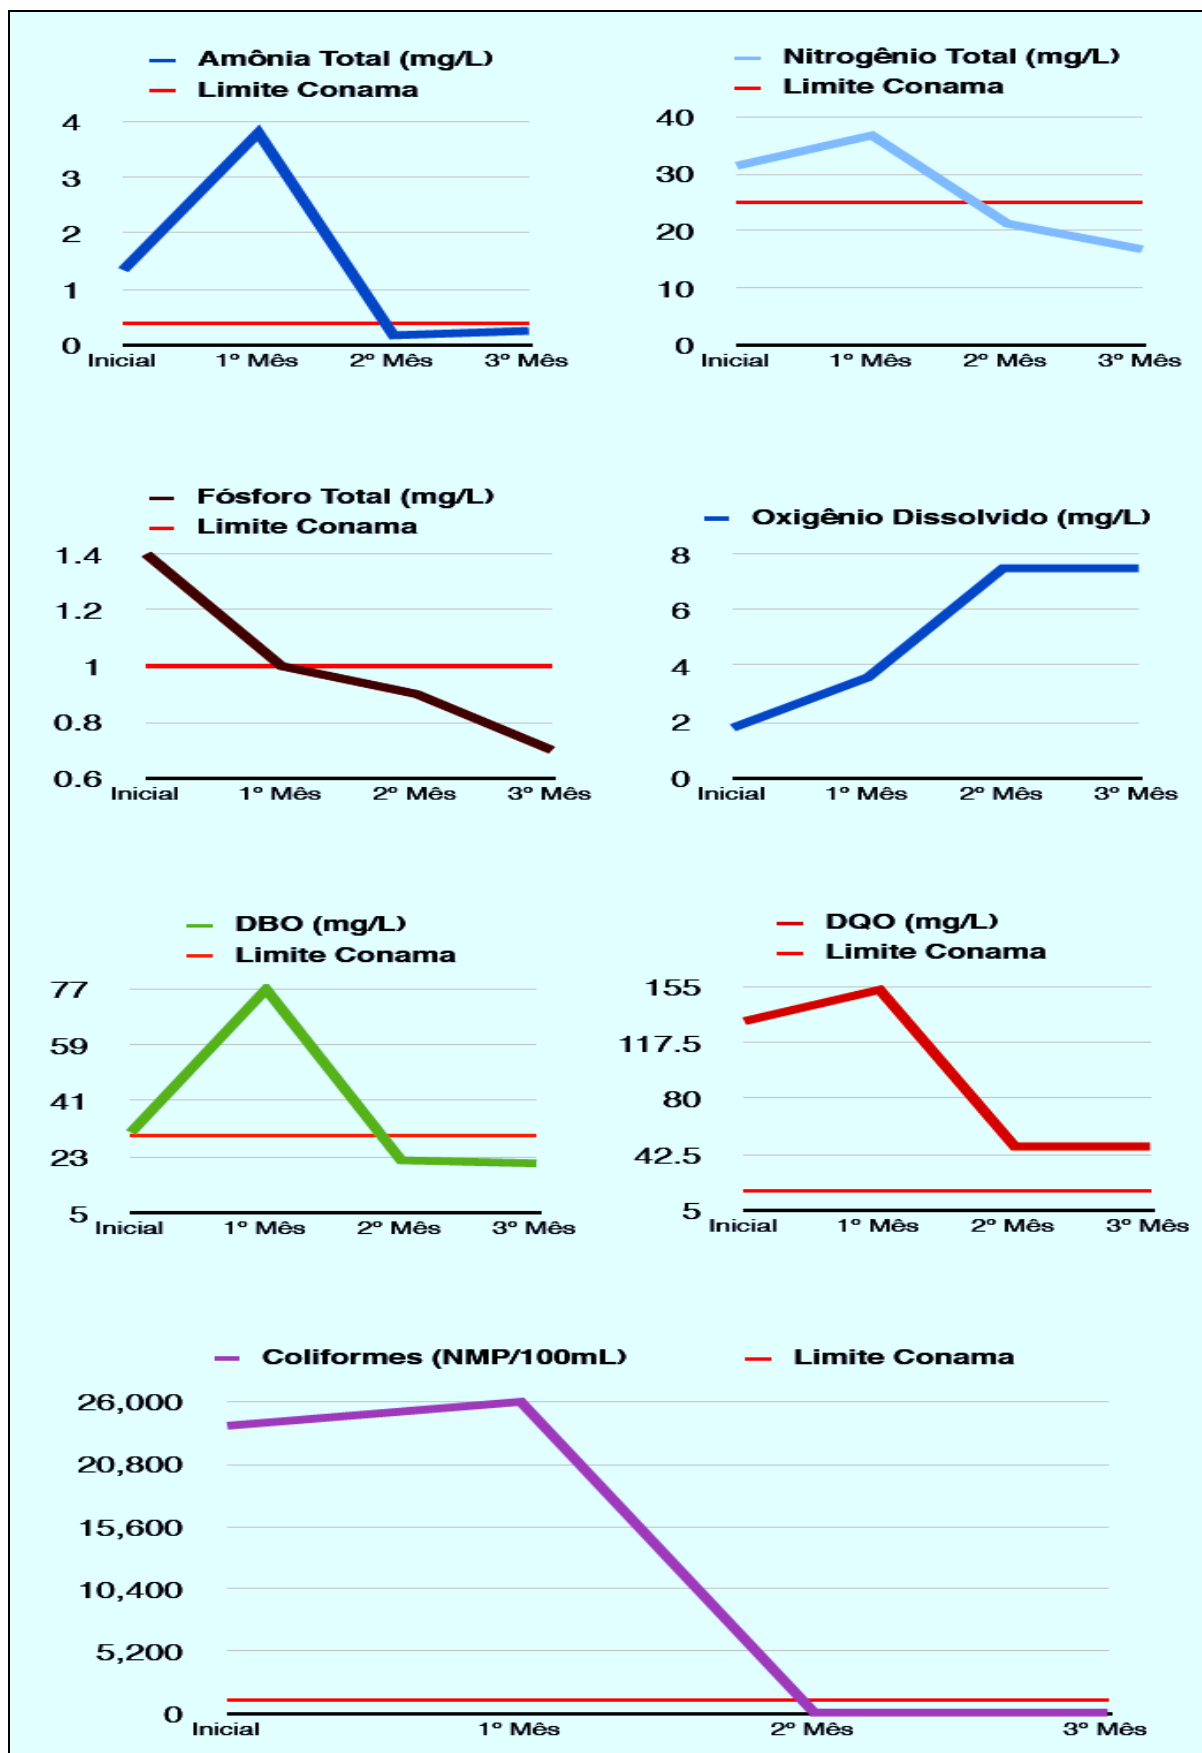 Amônia Total (mg/L)
Limite Conama
4
3
2
1
0
Inicial 1º Mês 2º Mês 3º Mês
Nitrogênio Total (mg/L)
Limite Conama
40
30
20
10
0
Inicial 1º Mês 2º Mês 3º Mês
Fósforo Total (mg/L)
Limite Conama
1.4
1.2
1
0.8
0.6
Inicial 1º Mês 2º Mês 3º Mês
Oxigênio Dissolvido (mg/L)
8
6
4
2
0
Inicial 1º Mês 2º Mês 3º Mês
DBO (mg/L)
Limite Conama
77
59
41
23
5
Inicial 1º Mês 2º Mês 3º Mês
DQO (mg/L)
Limite Conama
155
117.5
80
42.5
5
Inicial 1º Mês 2º Mês 3º Mês
Coliformes (NMP/100mL) Limite Conama
26,000
20,800
15,600
10,400
5,200
0
Inicial 1º Mês 2º Mês 3º Mês